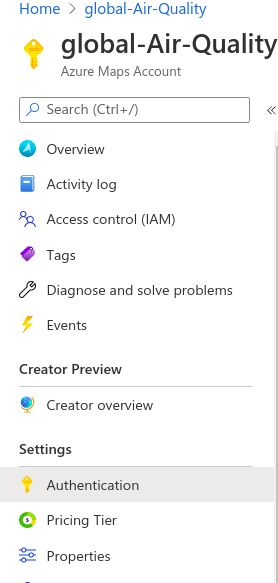 Home > global-Air-Quality
global-Air-Quality
Azure Maps Account
Search (Ctrl+/)
«
Overview
Activity log
Access control (IAM)
Tags
Diagnose and solve problems
Events
Creator Preview
Creator overview
Settings
Authentication
Pricing Tier
Properties